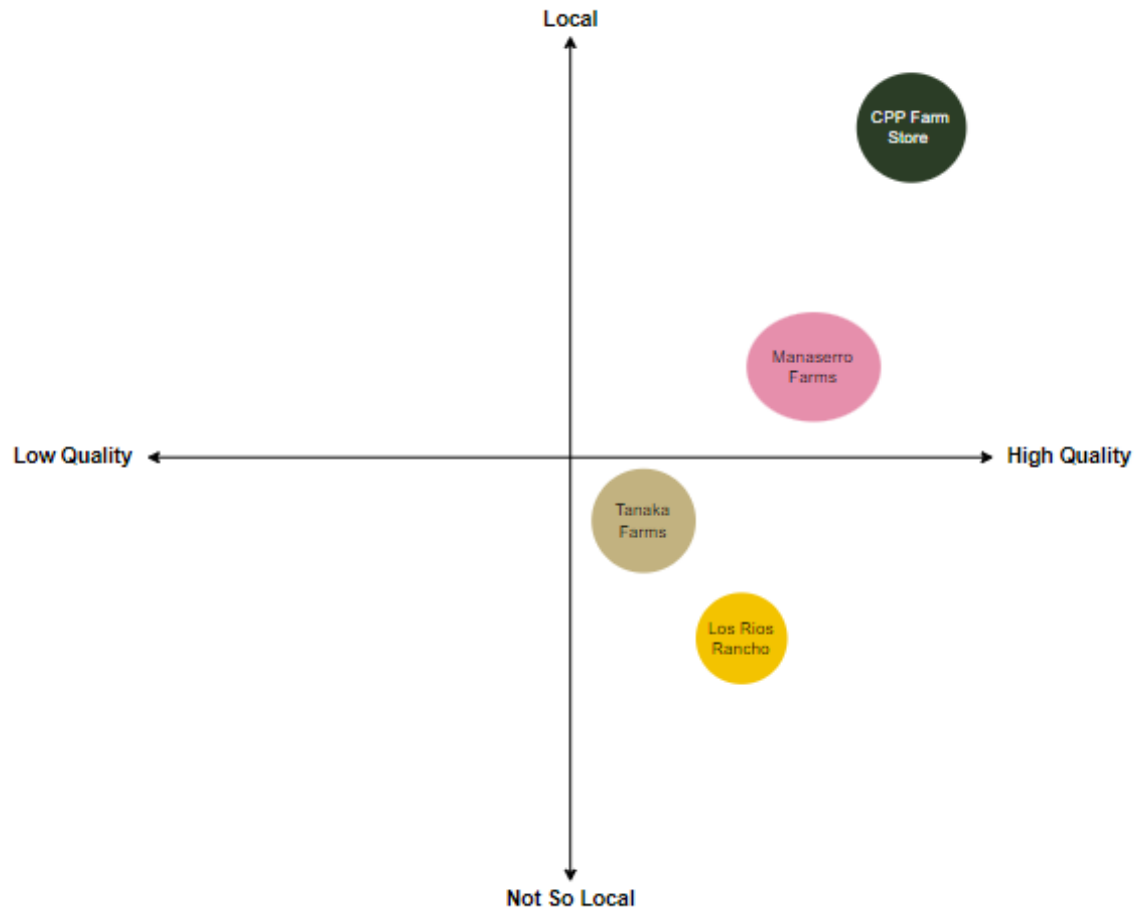 Local
CPP Farm
Store
Manaserro
Farms
Low Quality
High Quality
Tanaka
Farms
Los Rios
Rancho
Not So Local